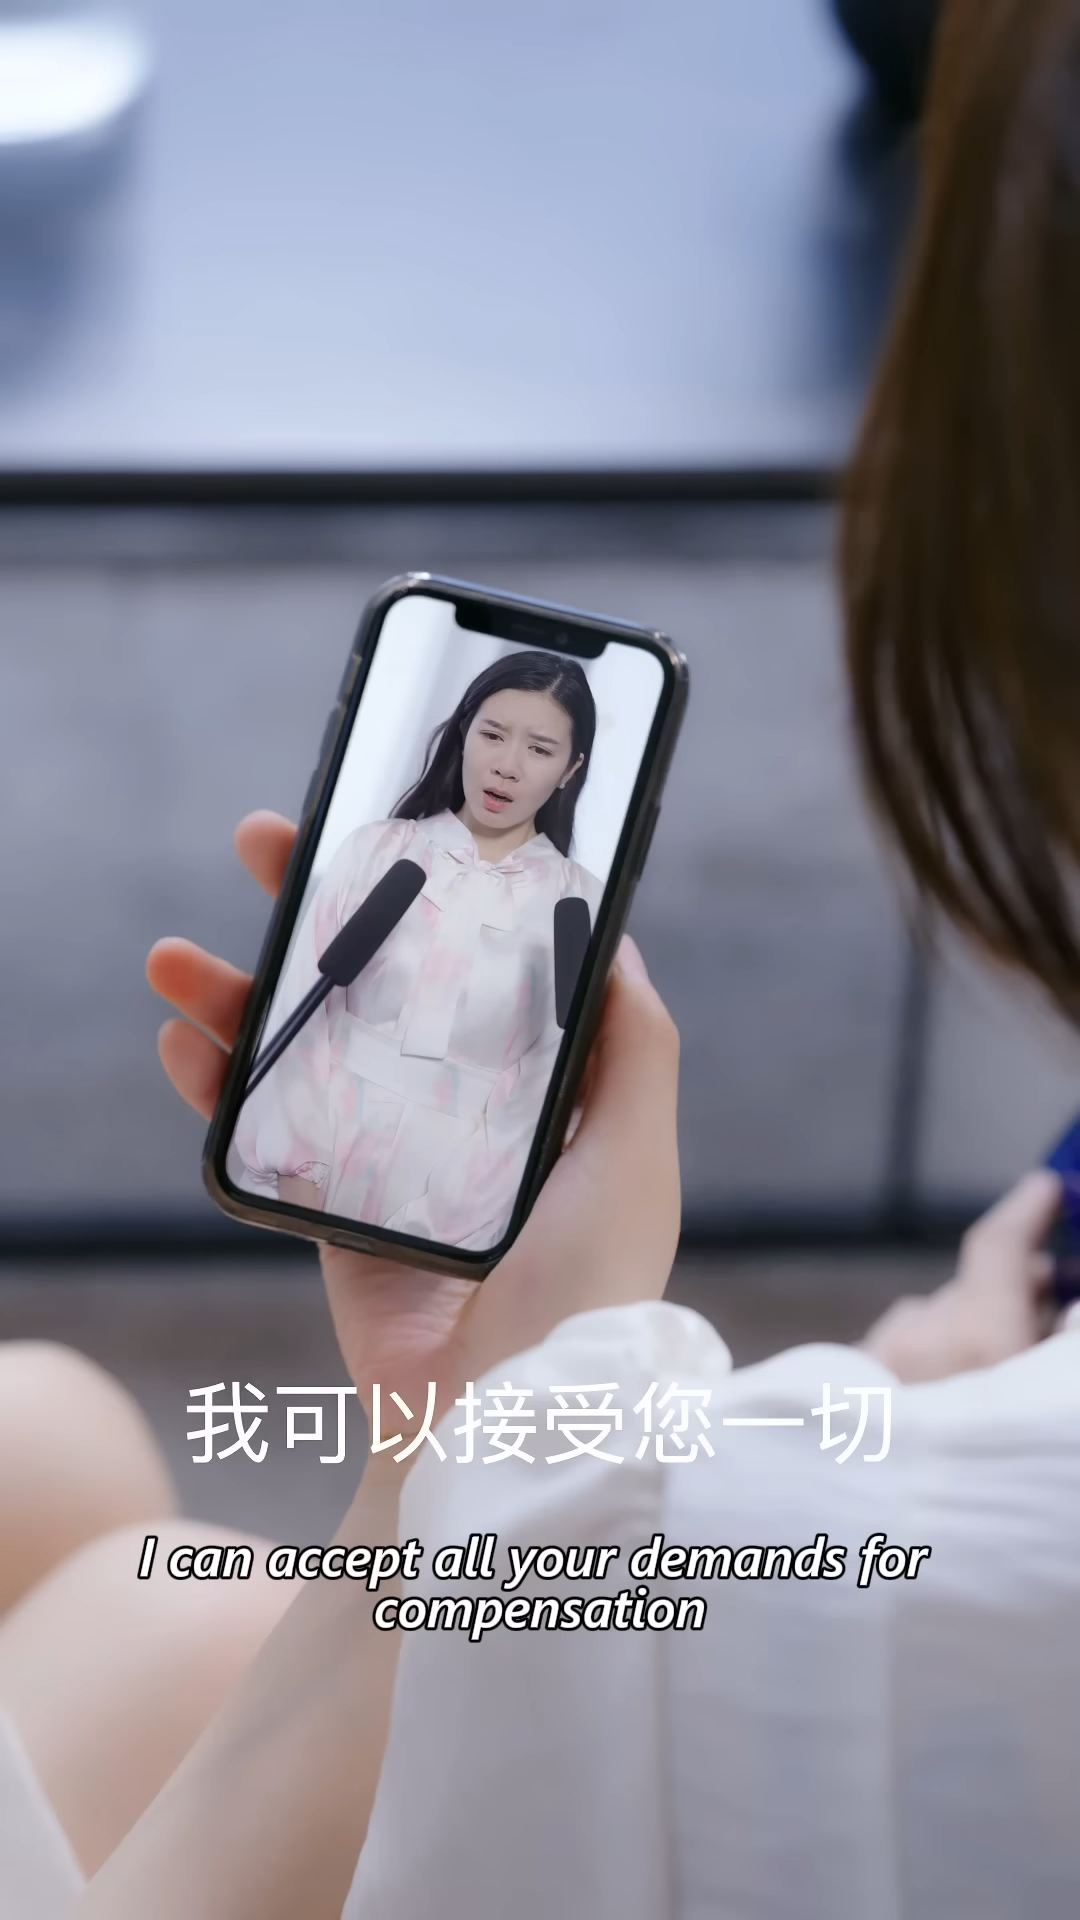 我可以接受您一切
I can accept all your demands for
compensation